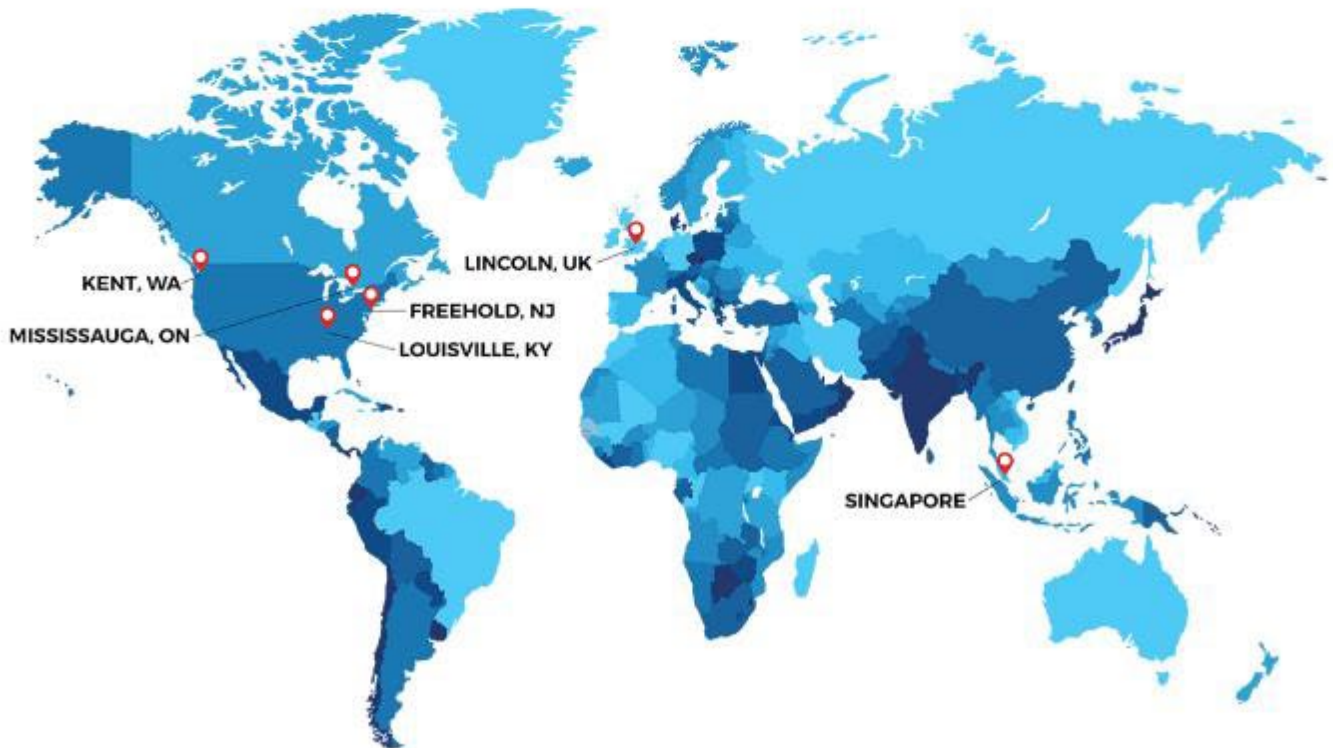 LINCOLN, UK
KENT, WA
FREEHOLD, NJ
MISSISSAUGA, ON
LOUISVILLE, KY
SINGAPORE